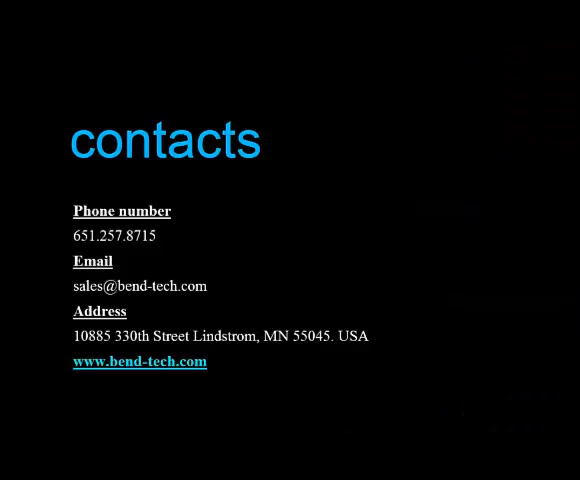 contacts
Phone number
651.257.8715
Email
sales@bend-tech.com
Address
10885 330th Street Lindstrom, MN 55045. USA
www.bend-tech.com